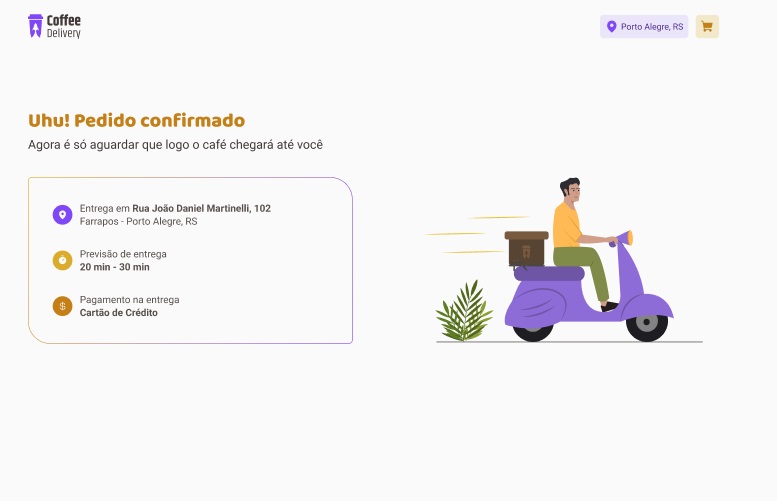 Coffee
Delivery
Porto Alegre, RS
Uhu! Pedido confirmado
Agora é só aguardar que logo o café chegará até você
Entrega em Rua João Daniel Martinelli, 102
Farrapos - Porto Alegre, RS
Previsão de entrega
20 min - 30 min
Pagamento na entrega
Cartão de Crédito